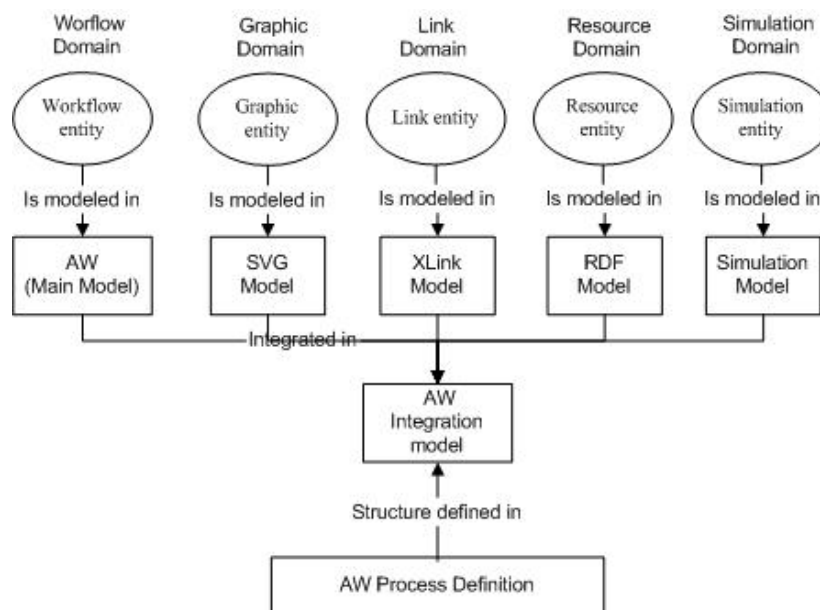 Worflow
Domain
Graphic
Domain
Link
Domain
Resource
Domain
Simulation
Domain
Workflow
entity
Graphic
entity
Link entity
Resource
entity
Simulation
entity
Is modeled in
Is modeled in
Is modeled in
Is modeled in
Is modeled in
AW
(Main Model)
SVG
Model
XLink
Model
RDF
Model
Simulation
Model
Integrated in
AW
Integration
model
Structure defined in
AW Process Definition